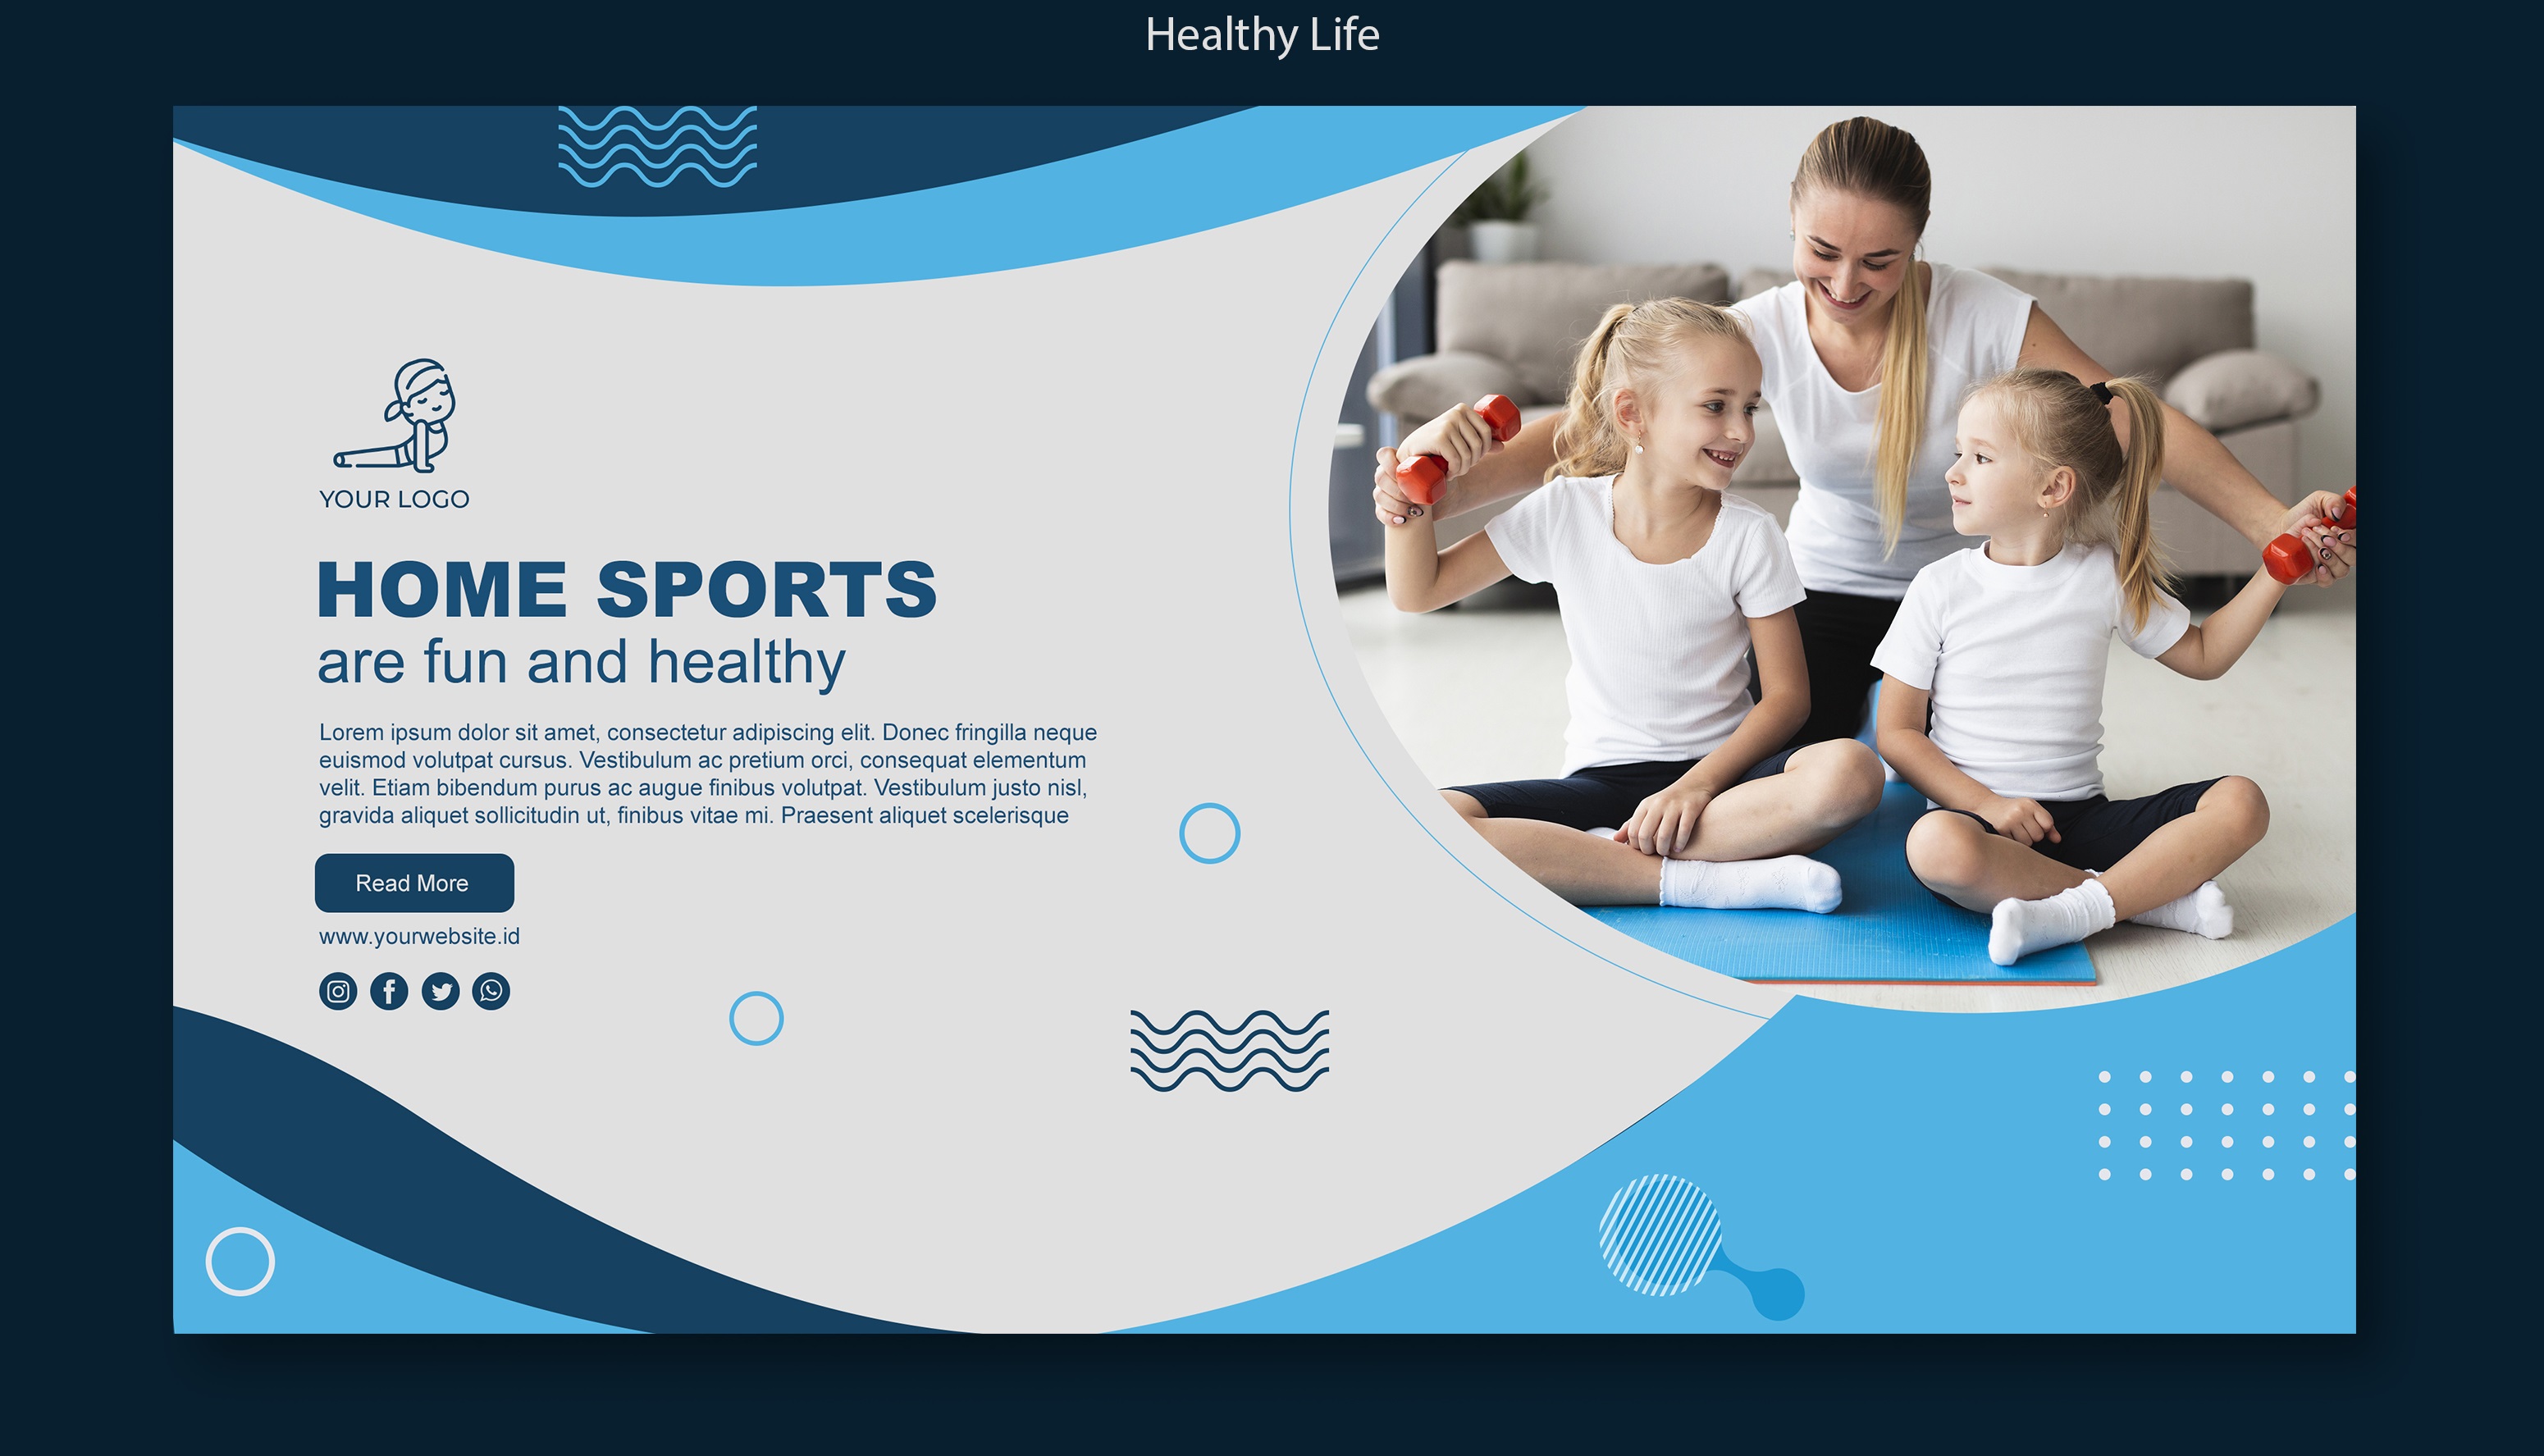 Healthy Life
YOUR LOGO
HOME SPORTS
are fun and healthy
Lorem ipsum dolor sit amet, consectetur adipiscing elit. Donec fringilla neque
euismod volutpat cursus. Vestibulum ac pretium orci, consequat elementum
velit. Etiam bibendum purus ac augue finibus volutpat. Vestibulum justo nisl,
gravida aliquet sollicitudin ut, finibus vitae mi. Praesent aliquet scelerisque
Read More
www.yourwebsite.id